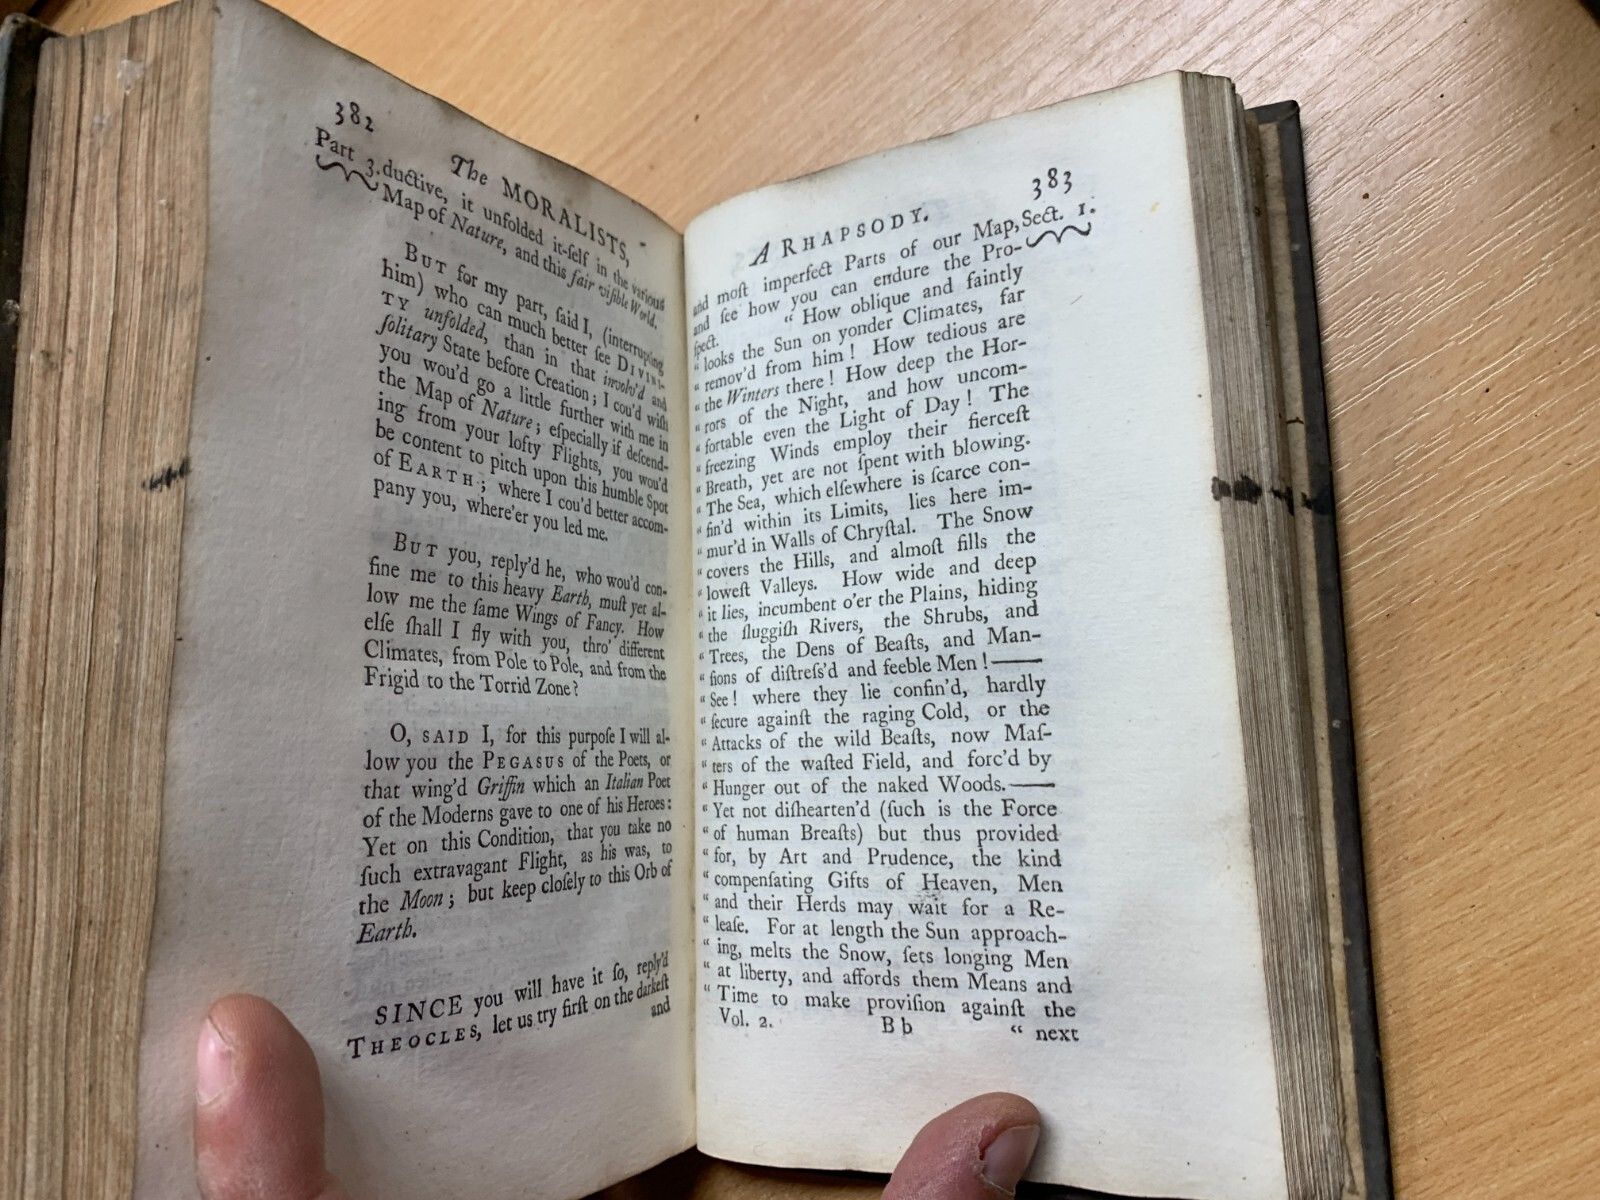 382
The MORALISTS,
Part 3. ductive, it unfolded it-ſelf in the various
Map of Nature, and this fair viſible World.
BUT for my part, ſaid I, (interrupting
him) who can much better ſee DIVINI-
TY unfolded, than in that involv'd and
ſolitary State before Creation; I cou'd wiſh
you wou'd go a little further with me in
the Map of Nature; eſpecially if deſcend-
ing from your lofty Flights, you wou'd
be content to pitch upon this humble Spot
of EARTH; where I cou'd better accom-
pany you, where'er you led me.
BUT you, reply'd he, who wou'd con-
fine me to this heavy Earth, muſt yet al-
low me the ſame Wings of Fancy. How
elſe ſhall I fly with you, thro' different
Climates, from Pole to Pole, and from the
Frigid to the Torrid Zone?
O, SAID I, for this purpoſe I will al-
low you the PEGASUS of the Poets, or
that wing'd Griffin which an Italian Poet
of the Moderns gave to one of his Heroes:
Yet on this Condition, that you take no
ſuch extravagant Flight, as his was, to
the Moon; but keep cloſely to this Orb of
Earth.
SINCE you will have it ſo, reply'd
THEOCLES, let us try firſt on the darkeſt
and
383
A RHAPSODY.
and moſt imperfect Parts of our Map, Sect. 1.
and ſee how you can endure the Pro-
ſpect. “ How oblique and faintly
“ looks the Sun on yonder Climates, far
“ remov'd from him! How tedious are
“ the Winters there! How deep the Hor-
“ rors of the Night, and how uncom-
“ fortable even the Light of Day! The
“ freezing Winds employ their fierceſt
“ Breath, yet are not ſpent with blowing.
“ The Sea, which elſewhere is ſcarce con-
“ fin'd within its Limits, lies here im-
“ mur'd in Walls of Chryſtal. The Snow
“ covers the Hills, and almoſt fills the
“ loweſt Valleys. How wide and deep
“ it lies, incumbent o'er the Plains, hiding
“ the ſluggiſh Rivers, the Shrubs, and
“ Trees, the Dens of Beaſts, and Man-
“ ſions of diſtreſs'd and feeble Men!——
“ See! where they lie confin'd, hardly
“ ſecure againſt the raging Cold, or the
“ Attacks of the wild Beaſts, now Maſ-
“ ters of the waſted Field, and forc'd by
“ Hunger out of the naked Woods.——
“ Yet not diſhearten'd (ſuch is the Force
“ of human Breaſts) but thus provided
“ for, by Art and Prudence, the kind
“ compenſating Gifts of Heaven, Men
“ and their Herds may wait for a Re-
“ leaſe. For at length the Sun approach-
“ ing, melts the Snow, ſets longing Men
“ at liberty, and affords them Means and
“ Time to make proviſion againſt the
Vol. 2. B b “ next